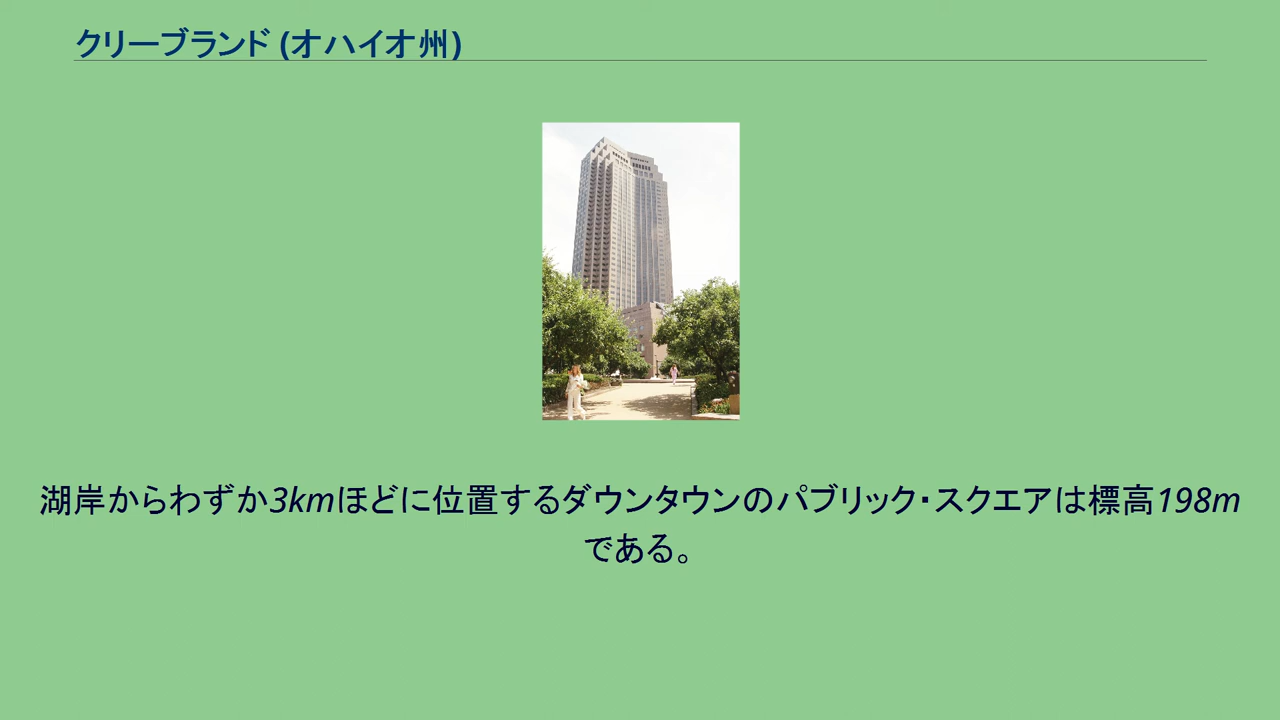 クリーブランド (オハイオ州)
湖岸からわずか3kmほどに位置するダウンタウンのパブリック・スクエアは標高198m
である。